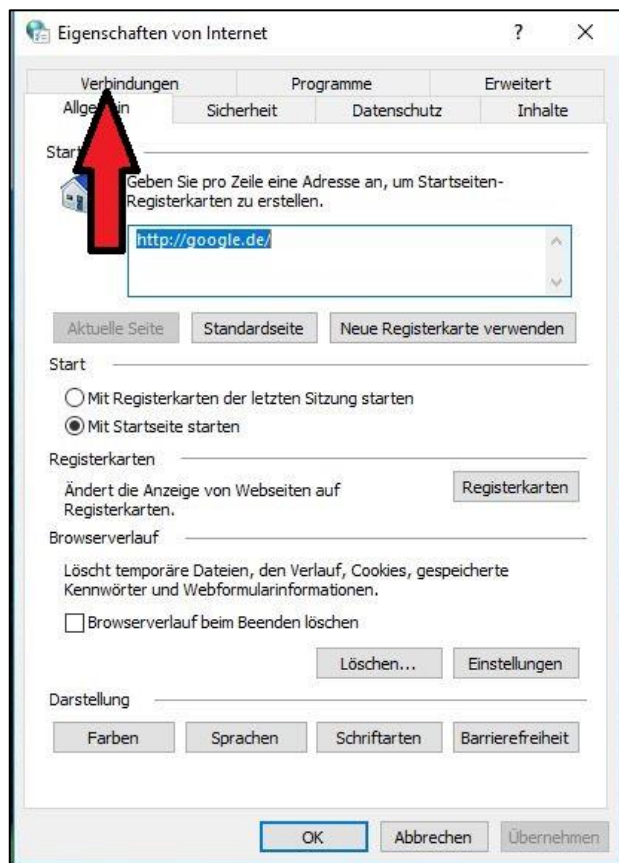 Eigenschaften von Internet
?
Verbindungen Programme Erweitert
Sicherheit Datenschutz Inhalte
Geben Sie pro Zeile eine Adresse an, um Startseiten-
Registerkarten zu erstellen.
http://google.de/
Aktuelle Seite Standardseite Neue Registerkarte verwenden
Start
Mit Registerkarten der letzten Sitzung starten
Mit Startseite starten
Registerkarten
Ändert die Anzeige von Webseiten auf
Registerkarten.
Registerkarten
Browserverlauf
Löscht temporäre Dateien, den Verlauf, Cookies, gespeicherte
Kennwörter und Webformularinformationen.
Browserverlauf beim Beenden löschen
Löschen... Einstellungen
Darstellung
Farben Sprachen Schriftarten Barrierefreiheit
OK Abbrechen Übernehmen